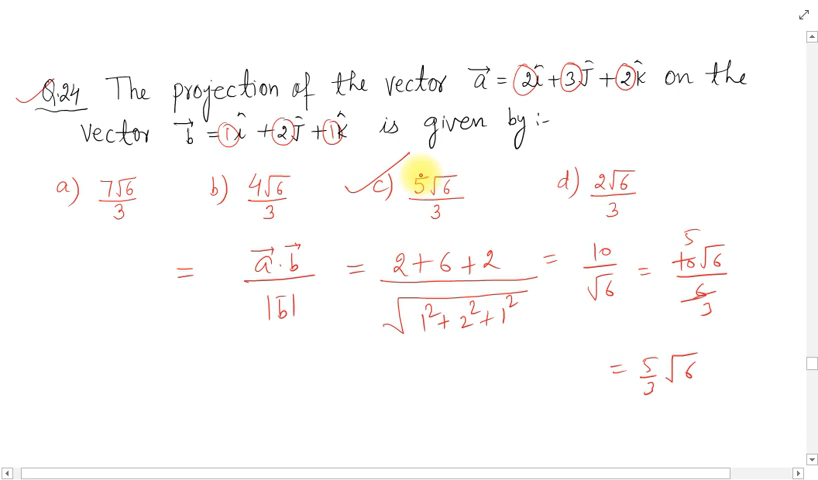 Q.24 The projection of the vector a⃗ = 2î + 3ĵ + 2k̂ on the
vector b⃗ = 1î + 2ĵ + 1k̂ is given by :-
a) 7√6/3 b) 4√6/3 c) 5√6/3 d) 2√6/3
= a⃗·b⃗/|b⃗| = 2+6+2/√(1²+2²+1²) = 10/√6 = 5 10√6/6 3
= 5/3 √6